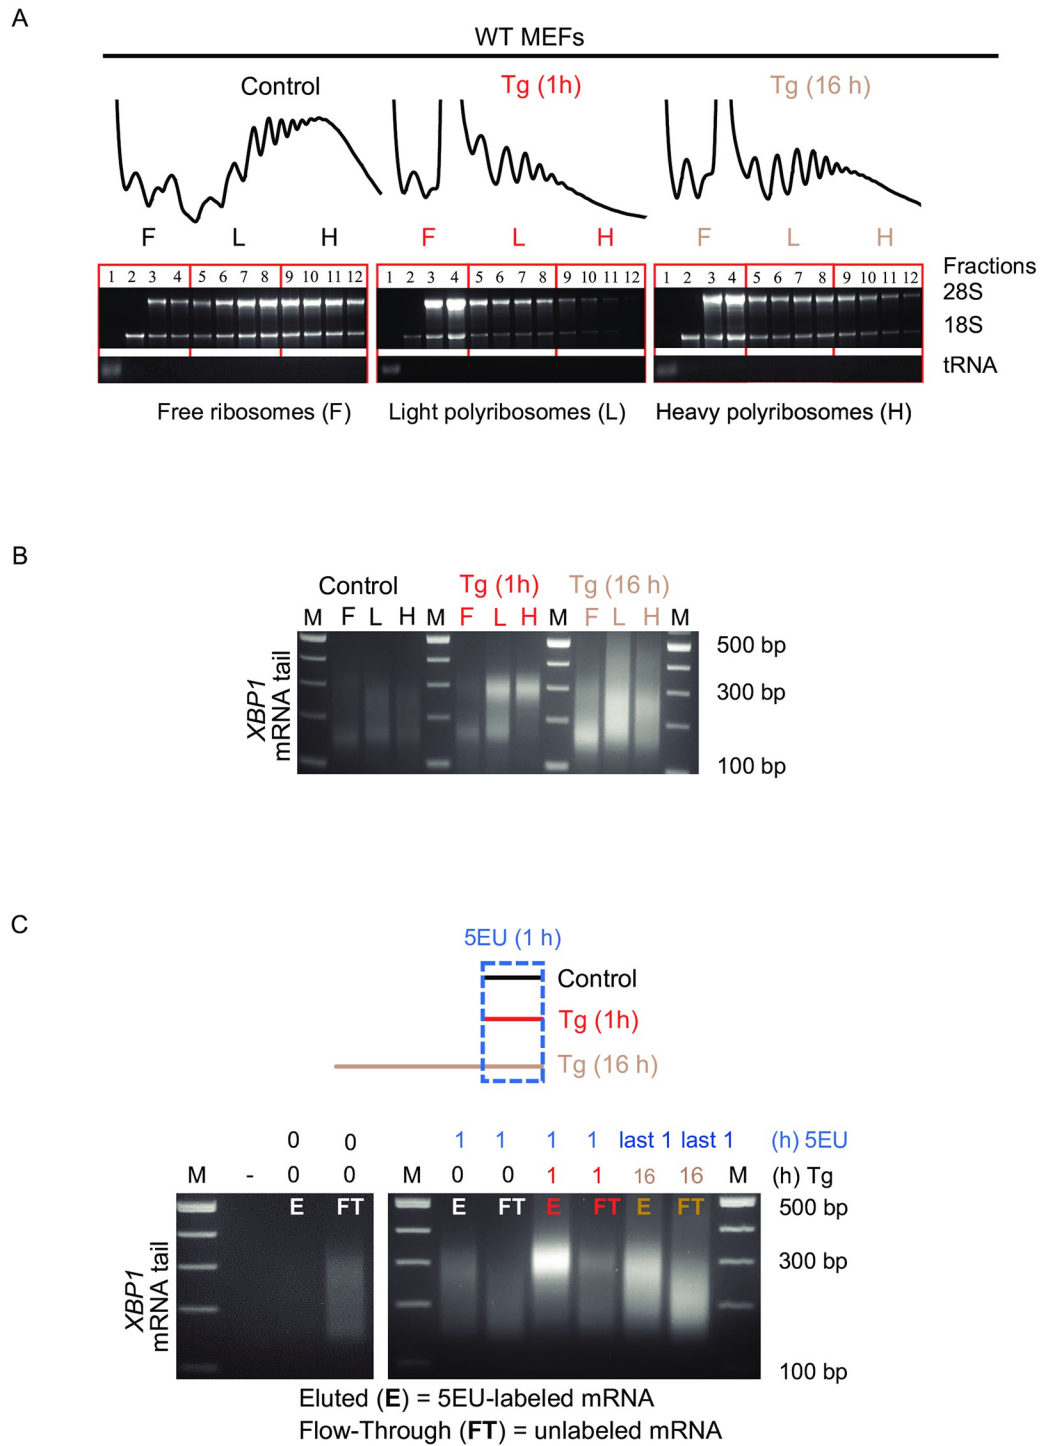 A
WT MEFs
Control Tg (1h) Tg (16 h)
F L H F L H F L H
1 2 3 4 5 6 7 8 9 10 11 12 1 2 3 4 5 6 7 8 9 10 11 12 1 2 3 4 5 6 7 8 9 10 11 12 Fractions
28S
18S
tRNA
Free ribosomes (F) Light polyribosomes (L) Heavy polyribosomes (H)
B
Control Tg (1h) Tg (16 h)
M F L H M F L H M F L H M
XBP1
mRNA tail
500 bp
300 bp
100 bp
C
5EU (1 h)
Control
Tg (1h)
Tg (16 h)
0 0 1 1 1 1 last 1 last 1 (h) 5EU
M - 0 0 M 0 0 1 1 16 16 M (h) Tg
E FT E FT E FT E FT 500 bp
XBP1
mRNA tail
300 bp
100 bp
Eluted (E) = 5EU-labeled mRNA
Flow-Through (FT) = unlabeled mRNA